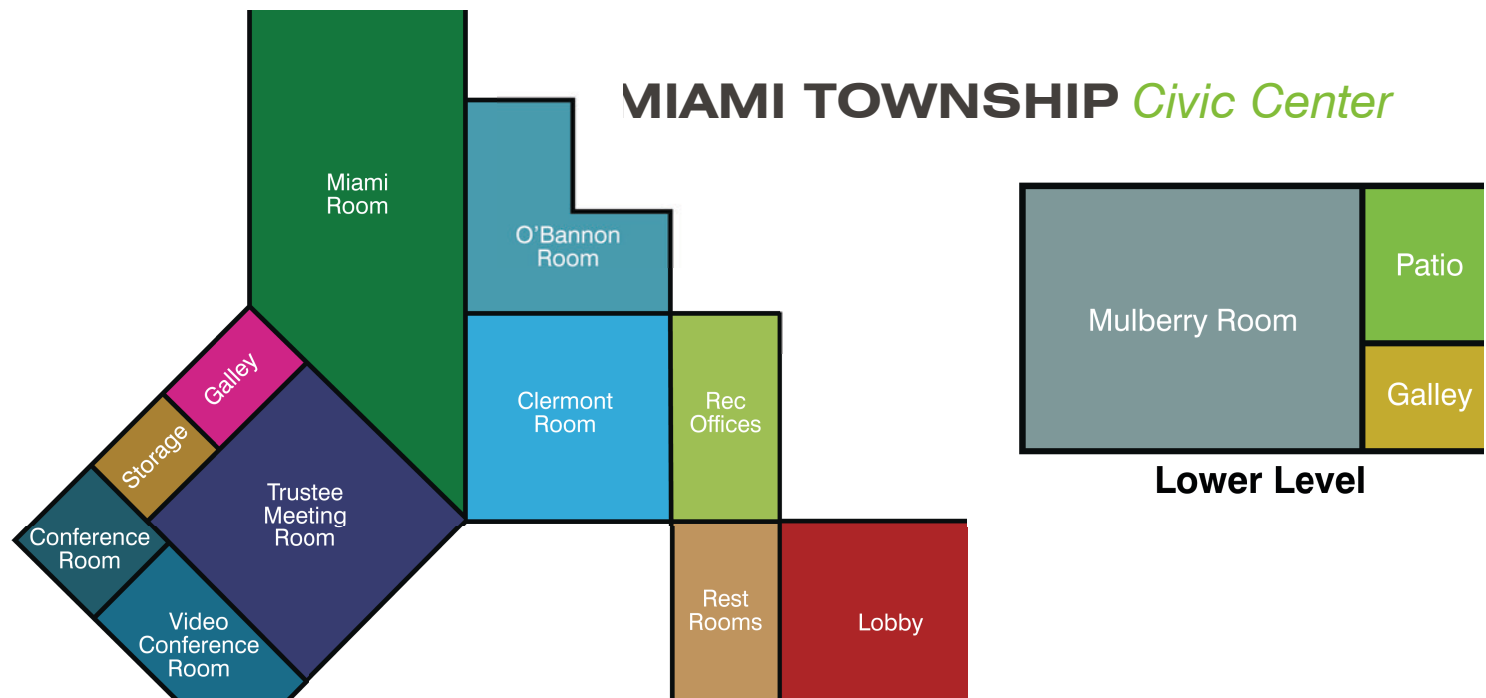 MIAMI TOWNSHIP Civic Center
Miami
Room
O'Bannon
Room
Patio
Mulberry Room
Galley
Galley
Clermont
Room
Rec
Offices
Storage
Lower Level
Trustee
Meeting
Room
Conference
Room
Rest
Rooms
Lobby
Video
Conference
Room